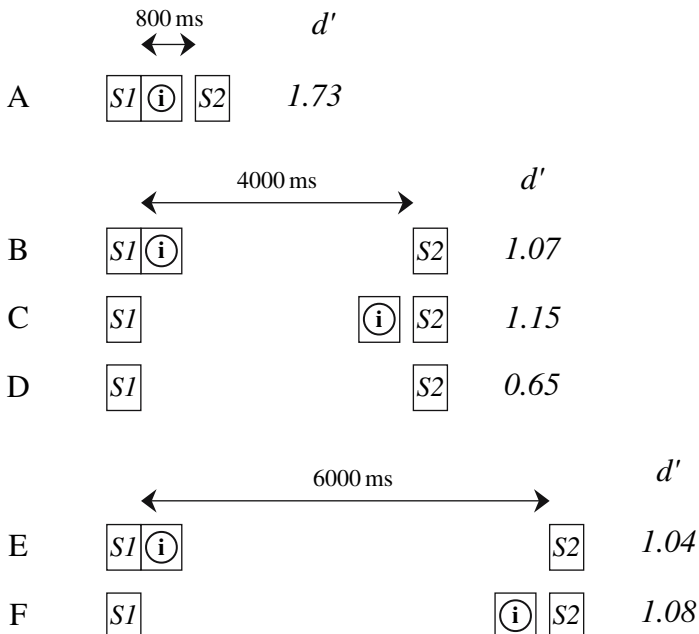 800 ms d'
A S1 i S2 1.73
4000 ms d'
B S1 i S2 1.07
C S1 i S2 1.15
D S1 S2 0.65
6000 ms d'
E S1 i S2 1.04
F S1 i S2 1.08